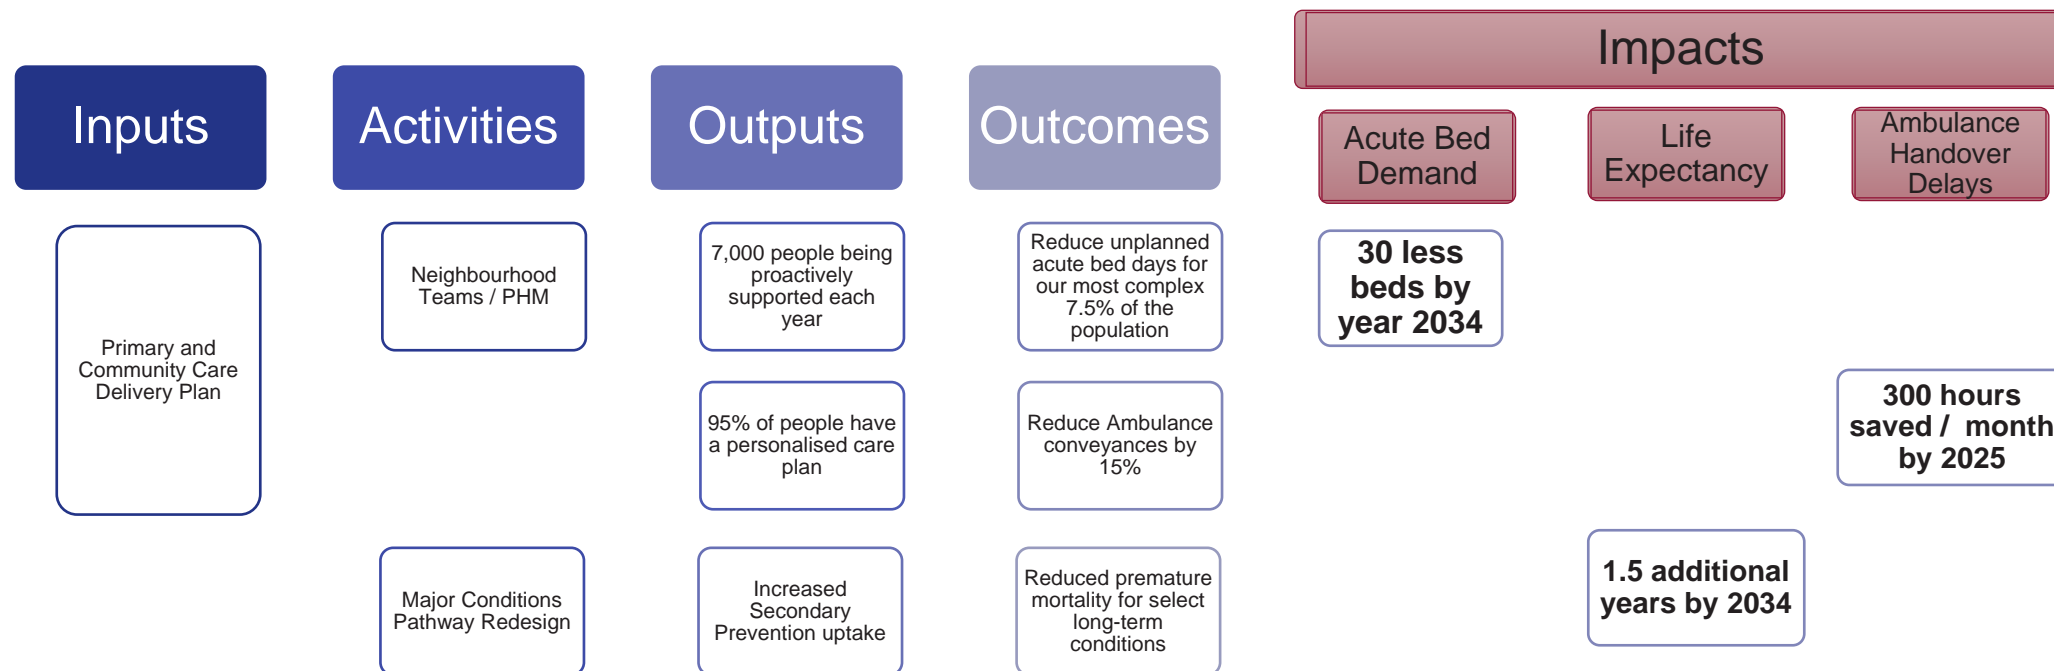 Inputs
Activities
Outputs
Outcomes
Impacts
Acute Bed
Demand
Life
Expectancy
Ambulance
Handover
Delays
Primary and
Community Care
Delivery Plan
Neighbourhood
Teams / PHM
7,000 people being
proactively
supported each
year
Reduce unplanned
acute bed days for
our most complex
7.5% of the
population
30 less
beds by
year 2034
95% of people have
a personalised care
plan
Reduce Ambulance
conveyances by
15%
300 hours
saved / month
by 2025
Major Conditions
Pathway Redesign
Increased
Secondary
Prevention uptake
Reduced premature
mortality for select
long-term
conditions
1.5 additional
years by 2034